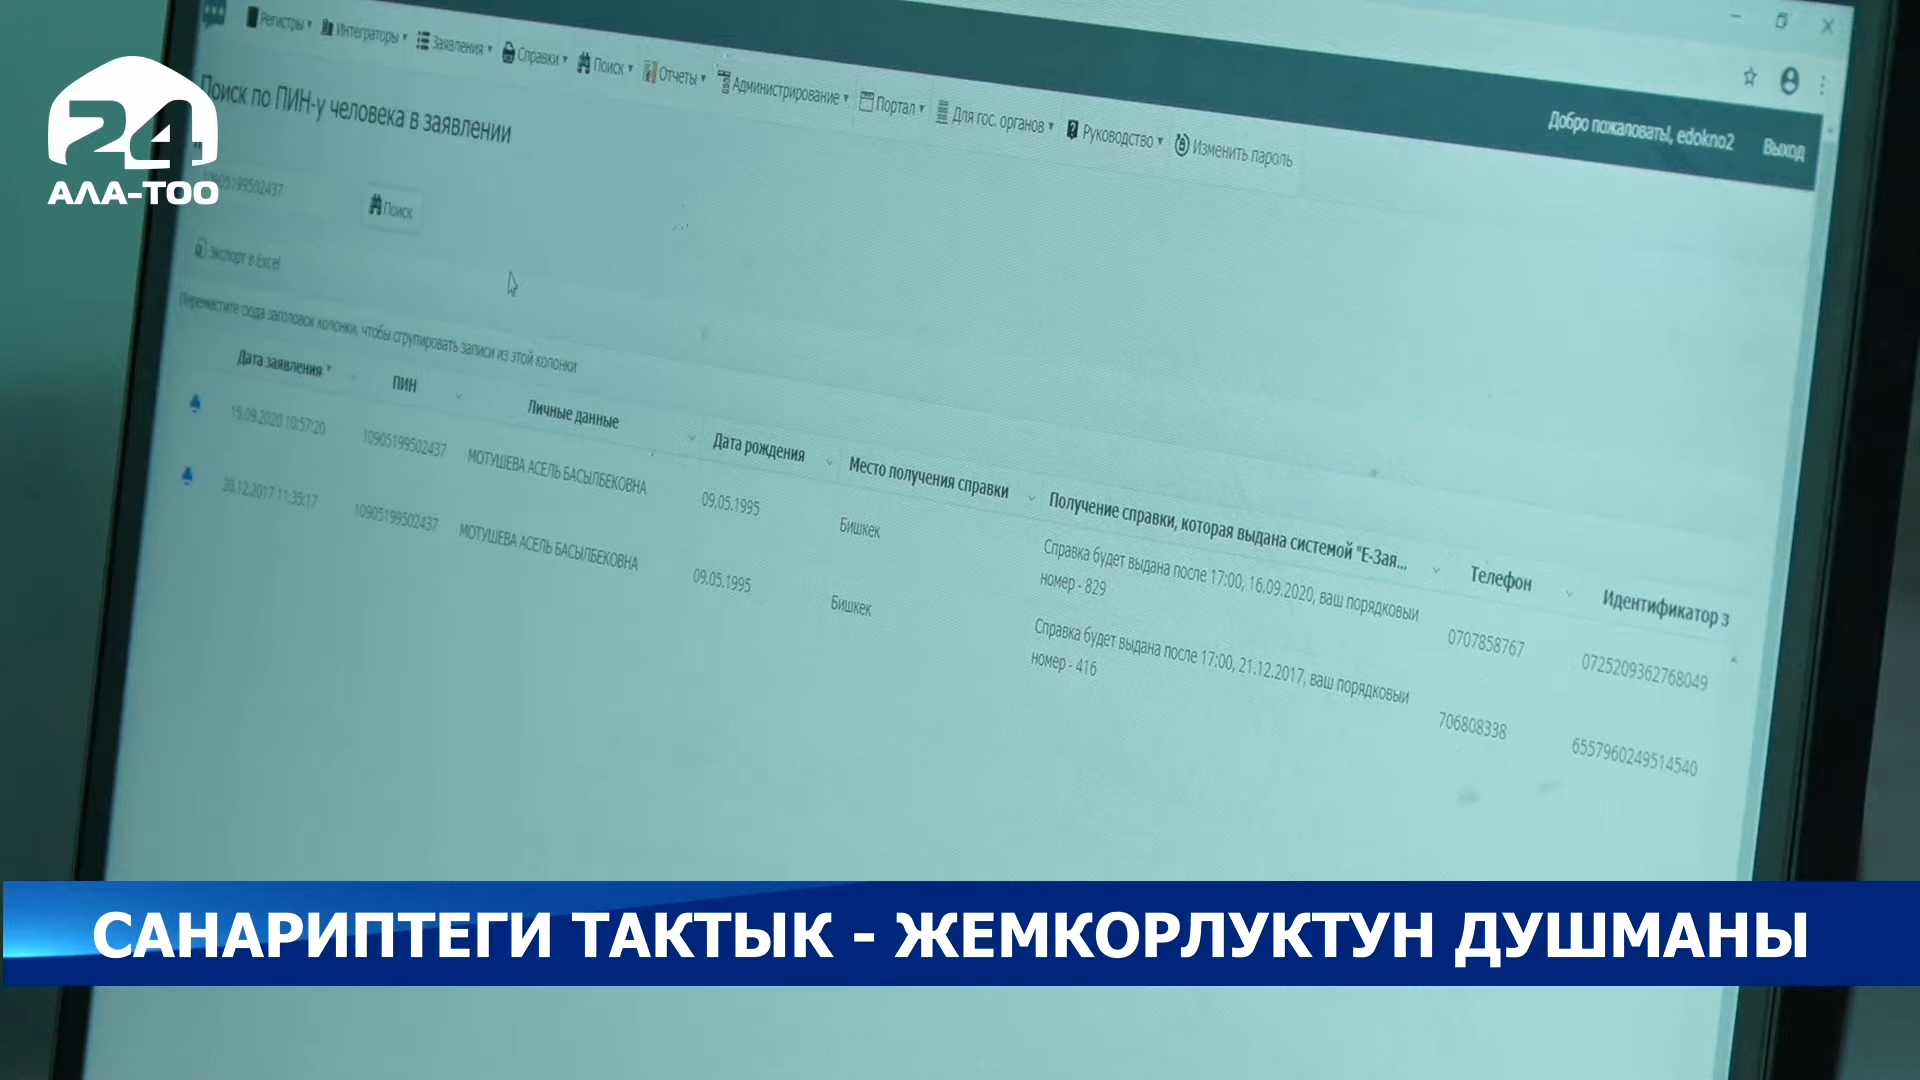 Регистры Интеграторы Заявления Справки Поиск Отчеты Администрирование Портал Для гос. органов Руководство Изменить пароль
Добро пожаловать!, edokno2 Выход
24
АЛА-ТОО
Поиск по ПИН-у человека в заявлении
10905199502437 Поиск
Экспорт в Excel
Переместите сюда заголовок колонки, чтобы сгрупировать записи из этой колонки
Дата заявления ПИН Личные данные Дата рождения Место получения справки Получение справки, которая выдана системой "Е-Зая... Телефон Идентификатор з
15.09.2020 10:57:20 10905199502437 МОТУШЕВА АСЕЛЬ БАСЫЛБЕКОВНА 09.05.1995 Бишкек Справка будет выдана после 17:00, 16.09.2020, ваш порядковый 0707858767 0725209362768049
номер - 829
30.12.2017 11:35:17 10905199502437 МОТУШЕВА АСЕЛЬ БАСЫЛБЕКОВНА 09.05.1995 Бишкек Справка будет выдана после 17:00, 21.12.2017, ваш порядковый 706808338 6557960249514540
номер - 416
САНАРИПТЕГИ ТАКТЫК - ЖЕМКОРЛУКТУН ДУШМАНЫ